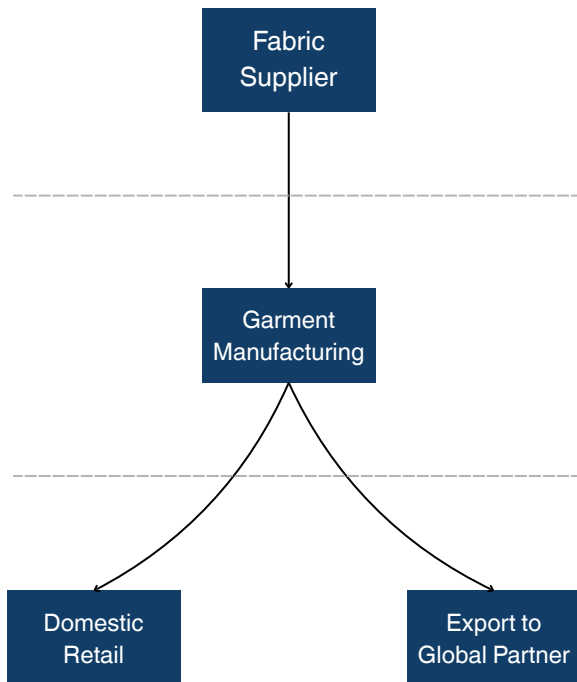 Fabric
Supplier
Garment
Manufacturing
Domestic
Retail
Export to
Global Partner